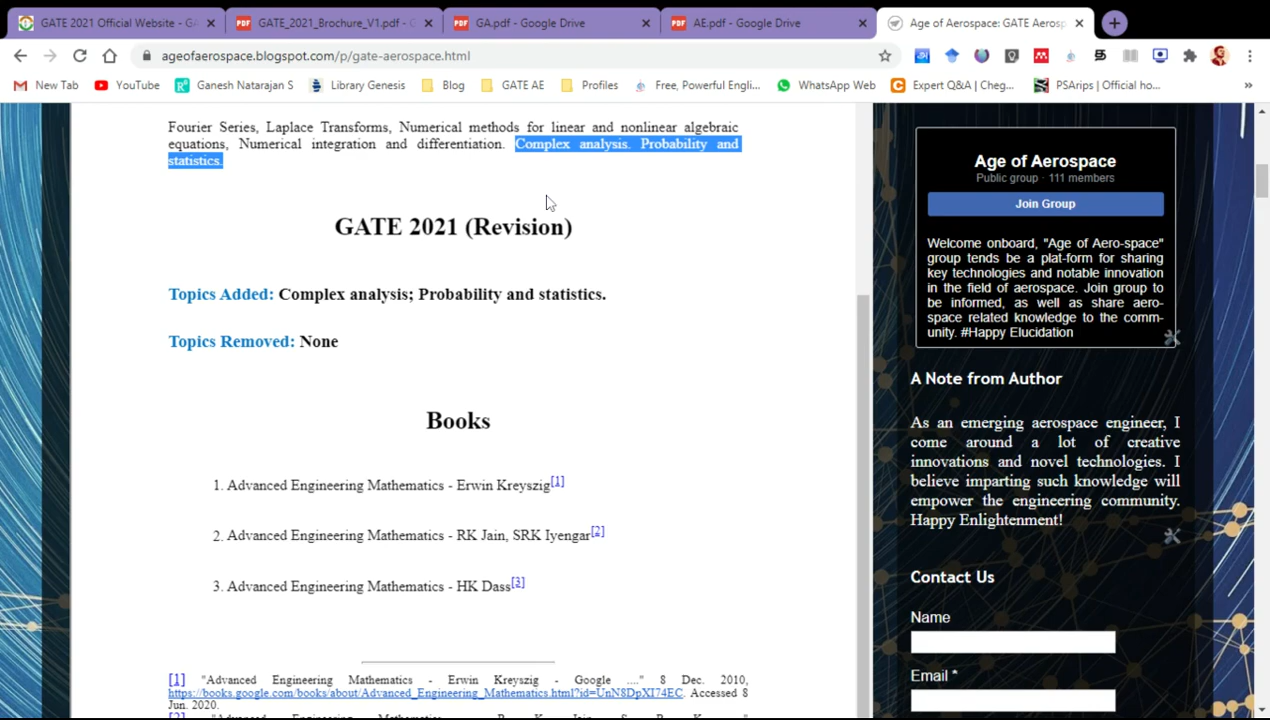 GATE 2021 Official Website - GA
GATE_2021_Brochure_V1.pdf - G
GA.pdf - Google Drive
AE.pdf - Google Drive
Age of Aerospace: GATE Aerosp
ageofaerospace.blogspot.com/p/gate-aerospace.html
New Tab
YouTube
Ganesh Natarajan S
Library Genesis
Blog
GATE AE
Profiles
Free, Powerful Engli...
WhatsApp Web
Expert Q&A | Cheg...
PSArips | Official ho...
»
Fourier Series, Laplace Transforms, Numerical methods for linear and nonlinear algebraic
equations, Numerical integration and differentiation. Complex analysis. Probability and
statistics.
GATE 2021 (Revision)
Topics Added: Complex analysis; Probability and statistics.
Topics Removed: None
Books
1. Advanced Engineering Mathematics - Erwin Kreyszig[1]
2. Advanced Engineering Mathematics - RK Jain, SRK Iyengar[2]
3. Advanced Engineering Mathematics - HK Dass[3]
[1] "Advanced Engineering Mathematics - Erwin Kreyszig - Google ...." 8 Dec. 2010,
https://books.google.com/books/about/Advanced_Engineering_Mathematics.html?id=UnN8DpXI74EC. Accessed 8
Jun. 2020.
Age of Aerospace
Public group · 111 members
Join Group
Welcome onboard, "Age of Aero-space"
group tends be a plat-form for sharing
key technologies and notable innovation
in the field of aerospace. Join group to
be informed, as well as share aero-
space related knowledge to the comm-
unity. #Happy Elucidation
A Note from Author
As an emerging aerospace engineer, I
come around a lot of creative
innovations and novel technologies. I
believe imparting such knowledge will
empower the engineering community.
Happy Enlightenment!
Contact Us
Name
Email *